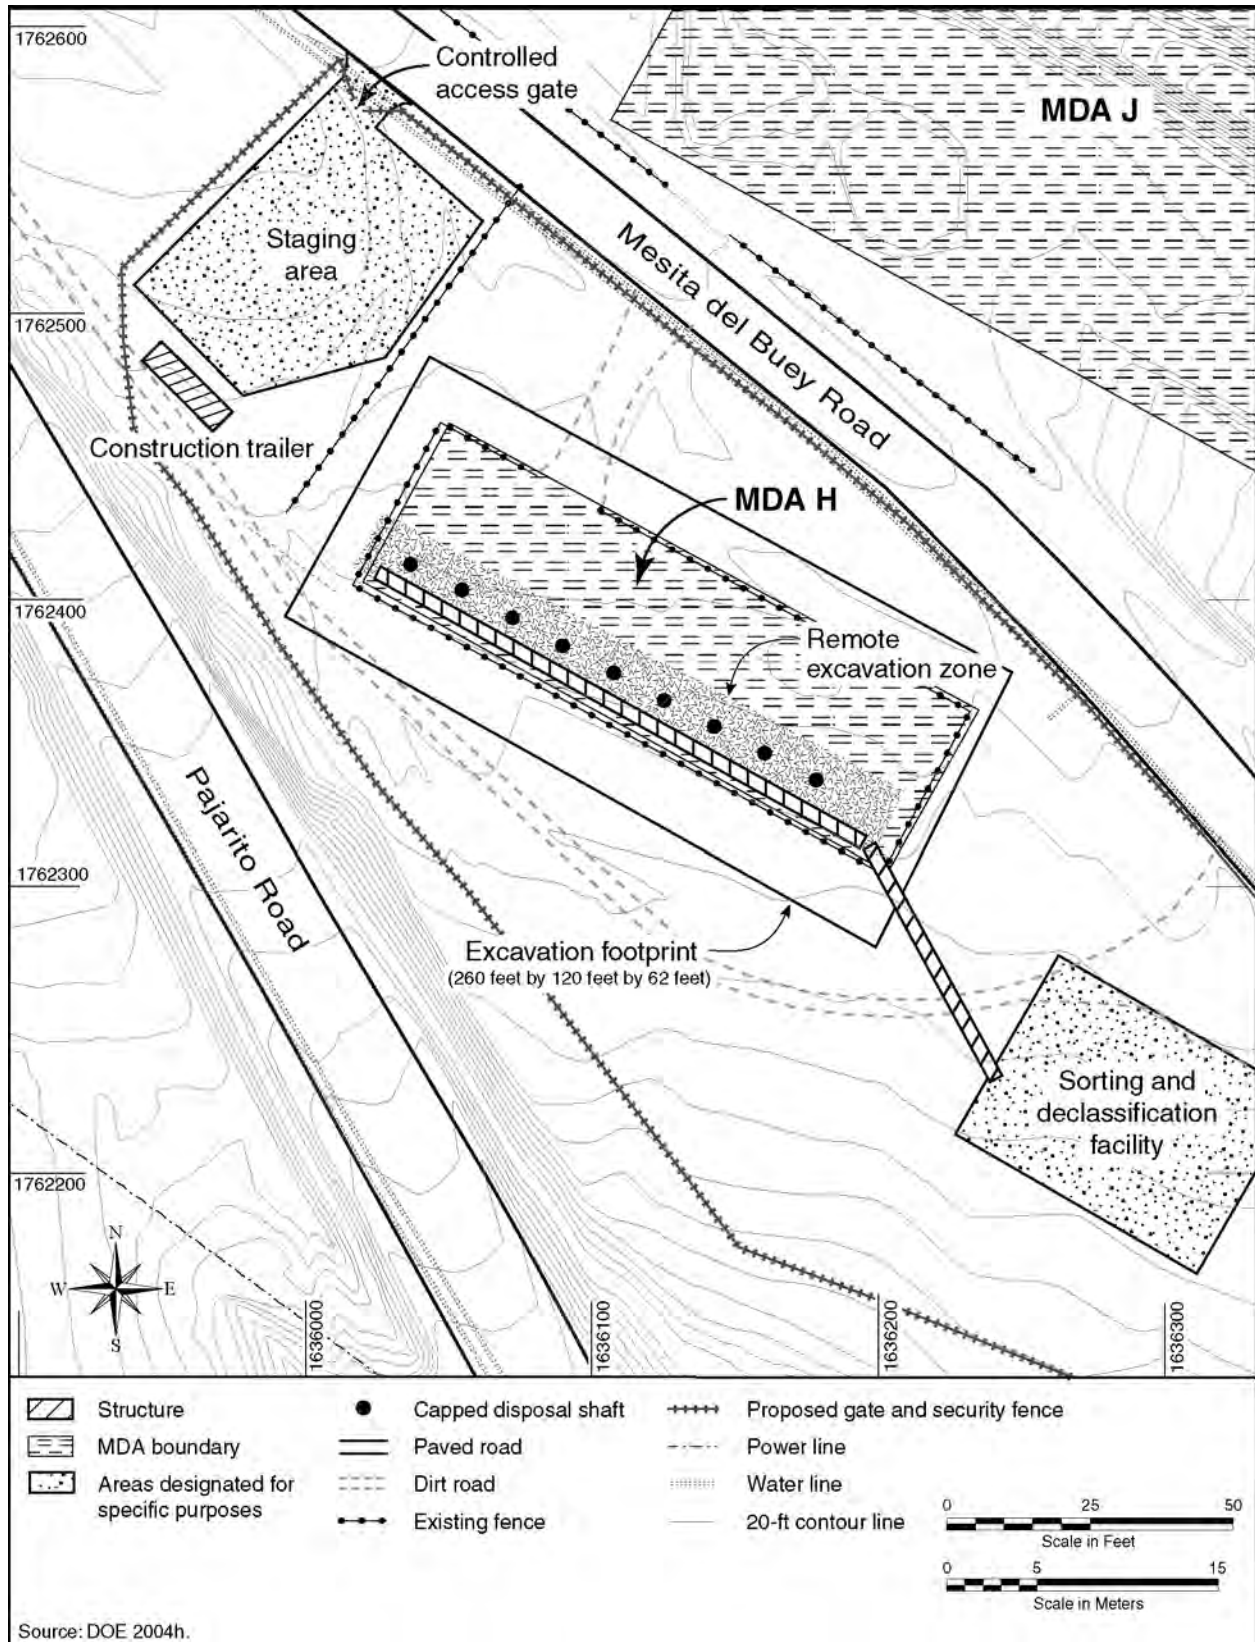 1762600
Controlled
access gate
MDA J
Staging
area
Mesita del Buey Road
1762500
Construction trailer
MDA H
1762400
Remote
excavation zone
Pajarito Road
1762300
Excavation footprint
(260 feet by 120 feet by 62 feet)
Sorting and
declassification
facility
1762200
N
W
E
S
1636000
1636100
1636200
1636300
Structure
MDA boundary
Areas designated for
specific purposes
Capped disposal shaft
Paved road
Dirt road
Existing fence
Proposed gate and security fence
Power line
Water line
20-ft contour line
0 25 50
Scale in Feet
0 5 15
Scale in Meters
Source: DOE 2004h.